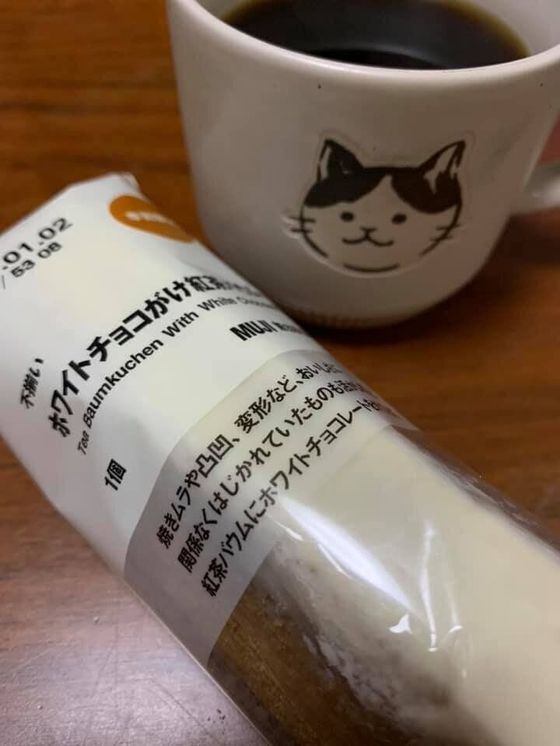 .01.02
/ 53 08
不揃い
ホワイトチョコがけ紅茶
Tea Baumkuchen With White
MUJI
1個
焼きムラや凸凹、変形など、おいしさ
関係なくはじかれていたものも活か
紅茶バウムにホワイトチョコレートを